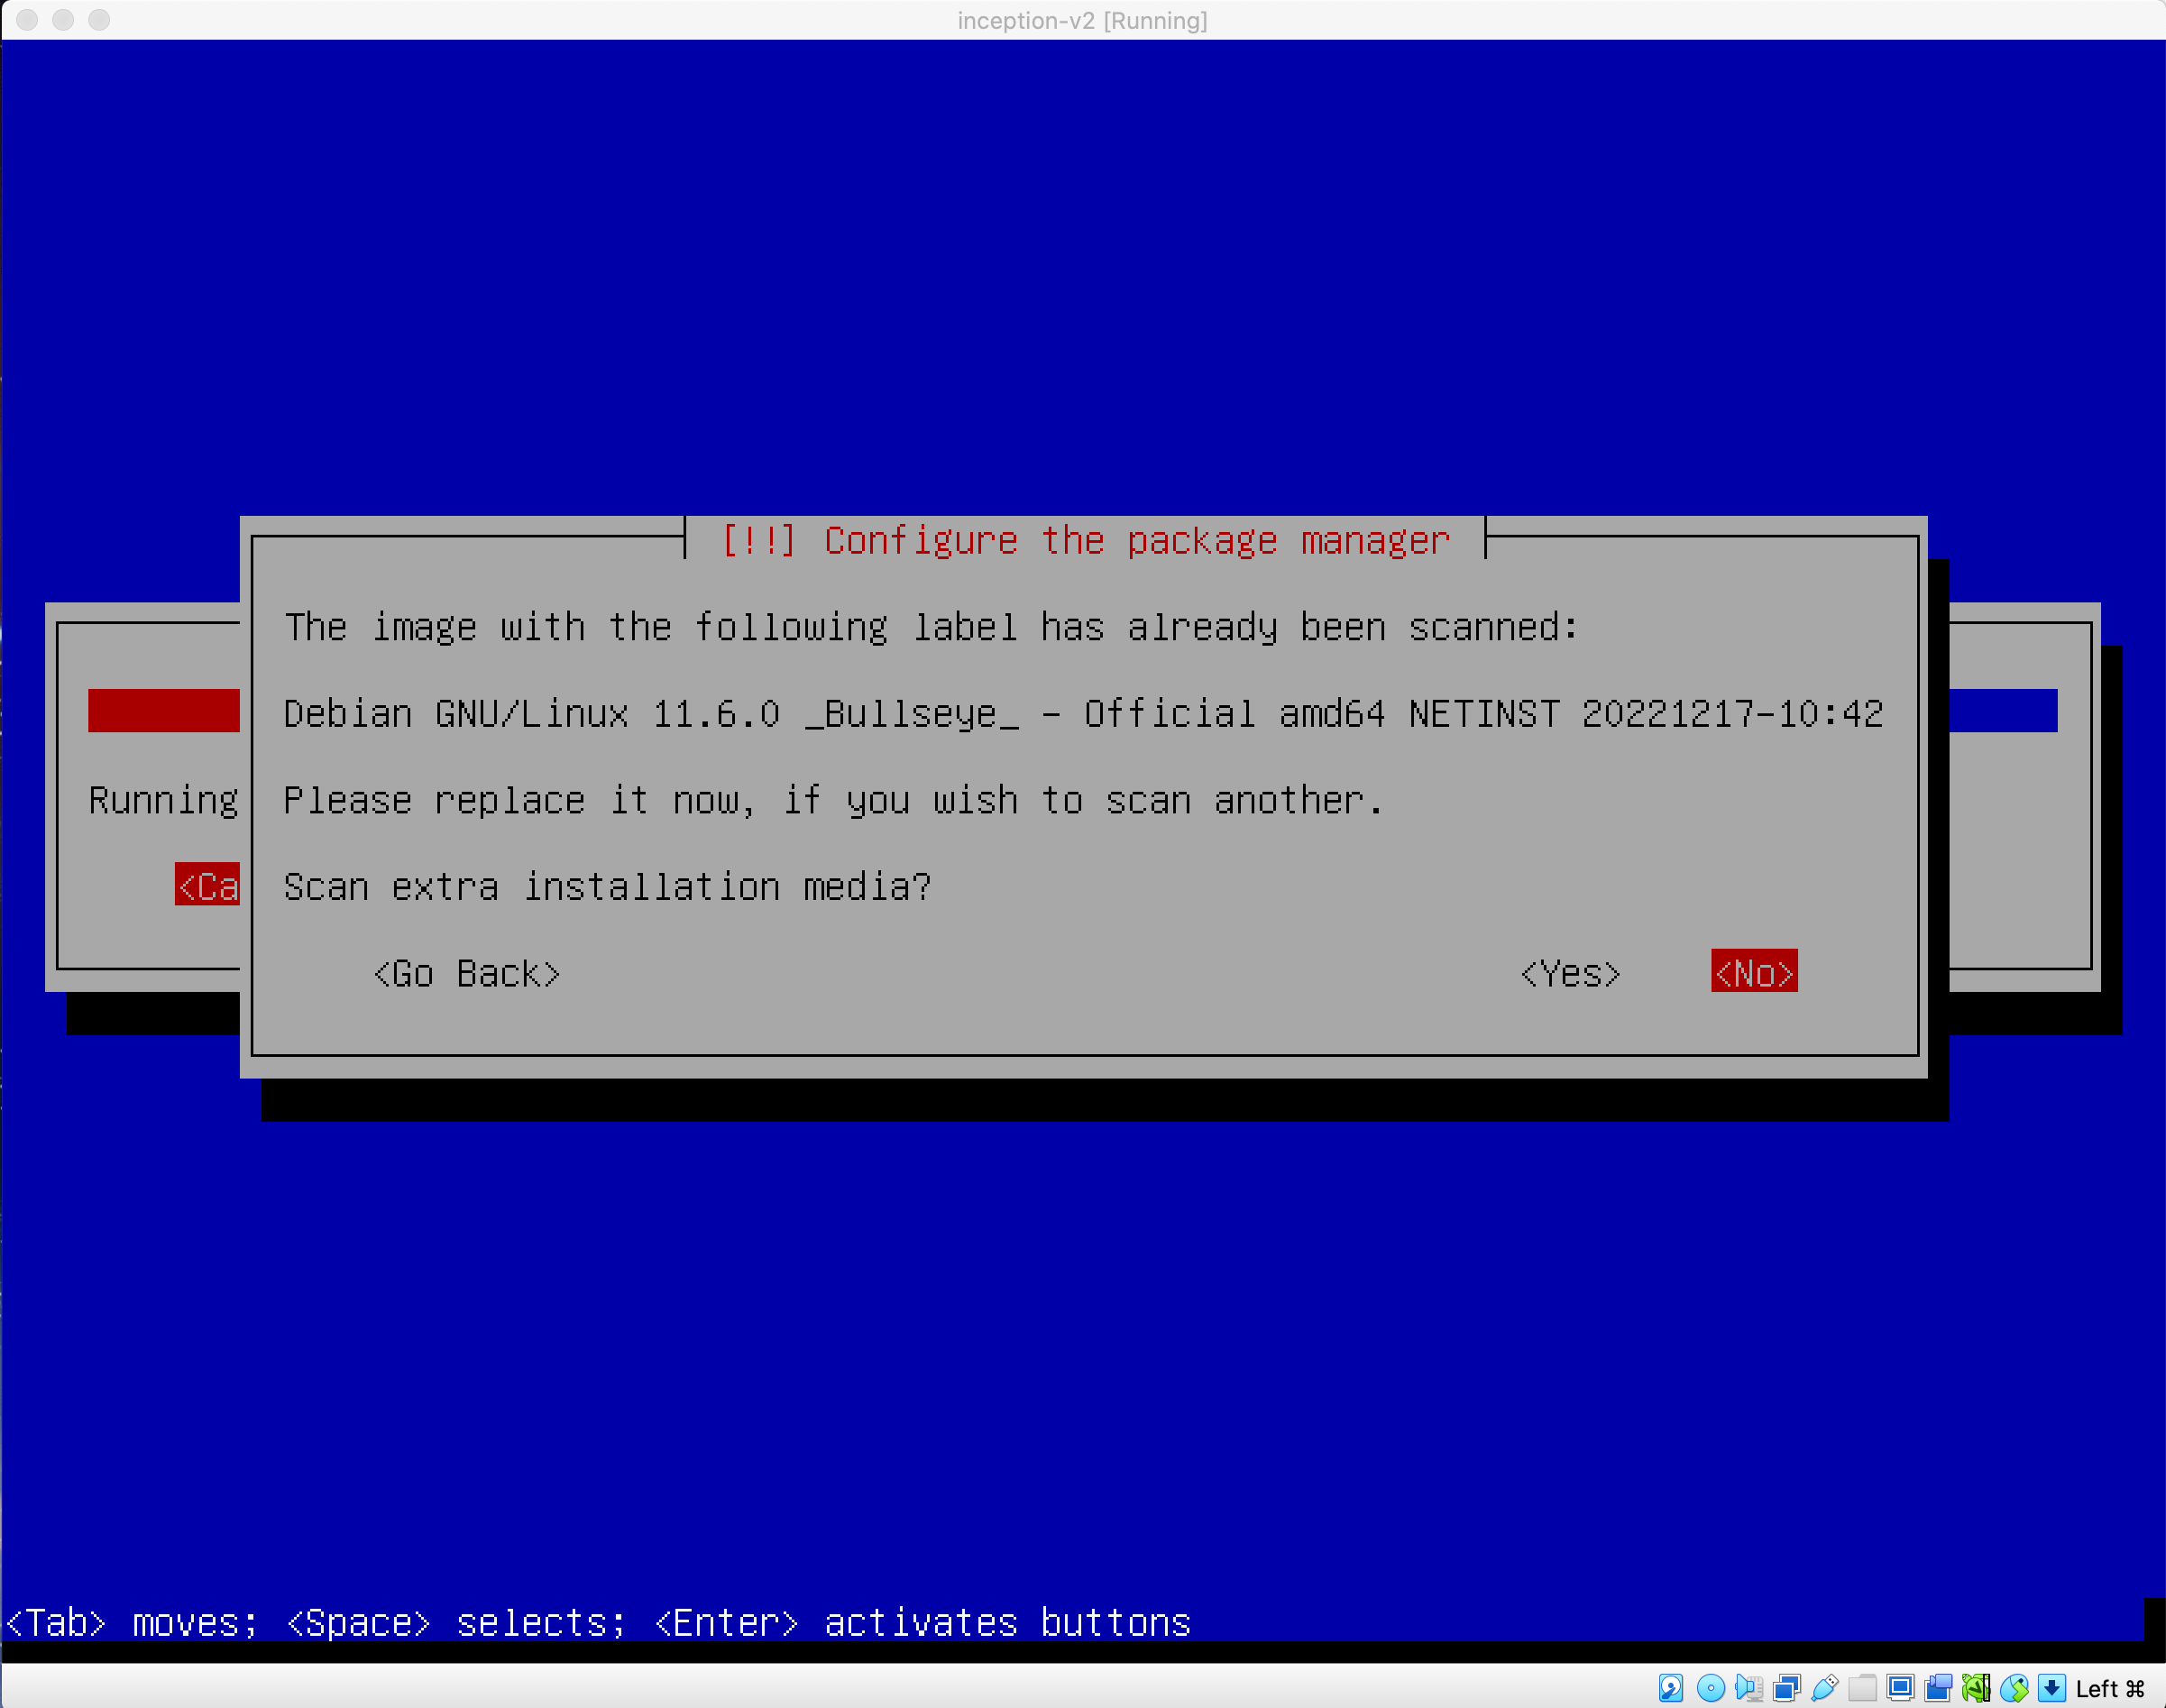 inception-v2 [Running]
[!!] Configure the package manager
The image with the following label has already been scanned:
Debian GNU/Linux 11.6.0 _Bullseye_ - Official amd64 NETINST 20221217-10:42
Running
Please replace it now, if you wish to scan another.
<Ca
Scan extra installation media?
<Go Back> <Yes> <No>
<Tab> moves; <Space> selects; <Enter> activates buttons
Left ⌘